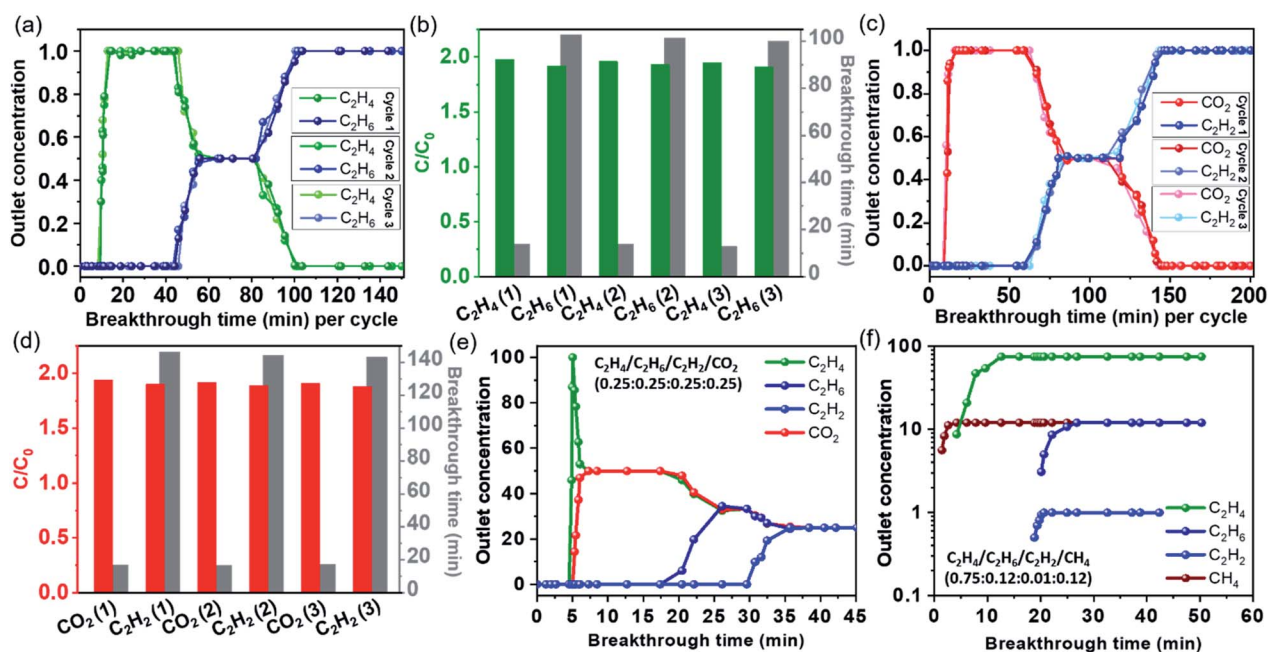 (a)
Outlet concentration
1.0
0.8
0.6
0.4
0.2
0.0
0 20 40 60 80 100 120 140
Breakthrough time (min) per cycle
C₂H₄
C₂H₆
Cycle 1
C₂H₄
C₂H₆
Cycle 2
C₂H₄
C₂H₆
Cycle 3
(b)
C/C₀
2.0
1.5
1.0
0.5
0.0
100
80
60
40
20
0
Breakthrough time (min)
C₂H₄ (1) C₂H₆ (1) C₂H₄ (2) C₂H₆ (2) C₂H₄ (3) C₂H₆ (3)
(c)
Outlet concentration
1.0
0.8
0.6
0.4
0.2
0.0
0 50 100 150 200
Breakthrough time (min) per cycle
CO₂
C₂H₂
Cycle 1
CO₂
C₂H₂
Cycle 2
CO₂
C₂H₂
Cycle 3
(d)
C/C₀
2.0
1.5
1.0
0.5
0.0
140
120
100
80
60
40
20
0
Breakthrough time (min)
CO₂ (1) C₂H₂ (1) CO₂ (2) C₂H₂ (2) CO₂ (3) C₂H₂ (3)
(e)
Outlet concentration
100
80
60
40
20
0
0 5 10 15 20 25 30 35 40 45
Breakthrough time (min)
C₂H₄/C₂H₆/C₂H₂/CO₂
(0.25:0.25:0.25:0.25)
C₂H₄
C₂H₆
C₂H₂
CO₂
(f)
Outlet concentration
100
10
1
0.1
0 10 20 30 40 50 60
Breakthrough time (min)
C₂H₄
C₂H₆
C₂H₂
CH₄
C₂H₄/C₂H₆/C₂H₂/CH₄
(0.75:0.12:0.01:0.12)